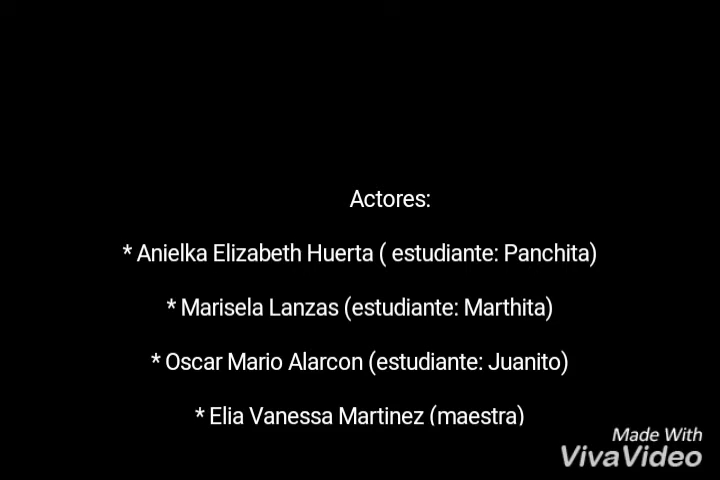 Actores:
* Anielka Elizabeth Huerta ( estudiante: Panchita)
* Marisela Lanzas (estudiante: Marthita)
* Oscar Mario Alarcon (estudiante: Juanito)
* Elia Vanessa Martinez (maestra)
Made With
VivaVideo